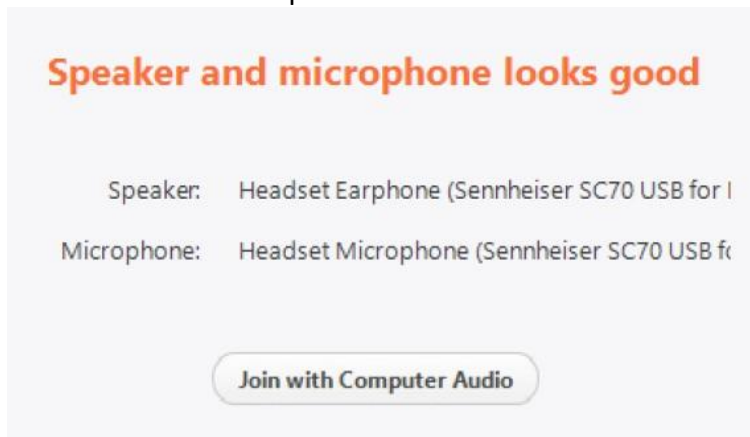 Speaker and microphone looks good
Speaker: Headset Earphone (Sennheiser SC70 USB for
Microphone: Headset Microphone (Sennheiser SC70 USB
Join with Computer Audio